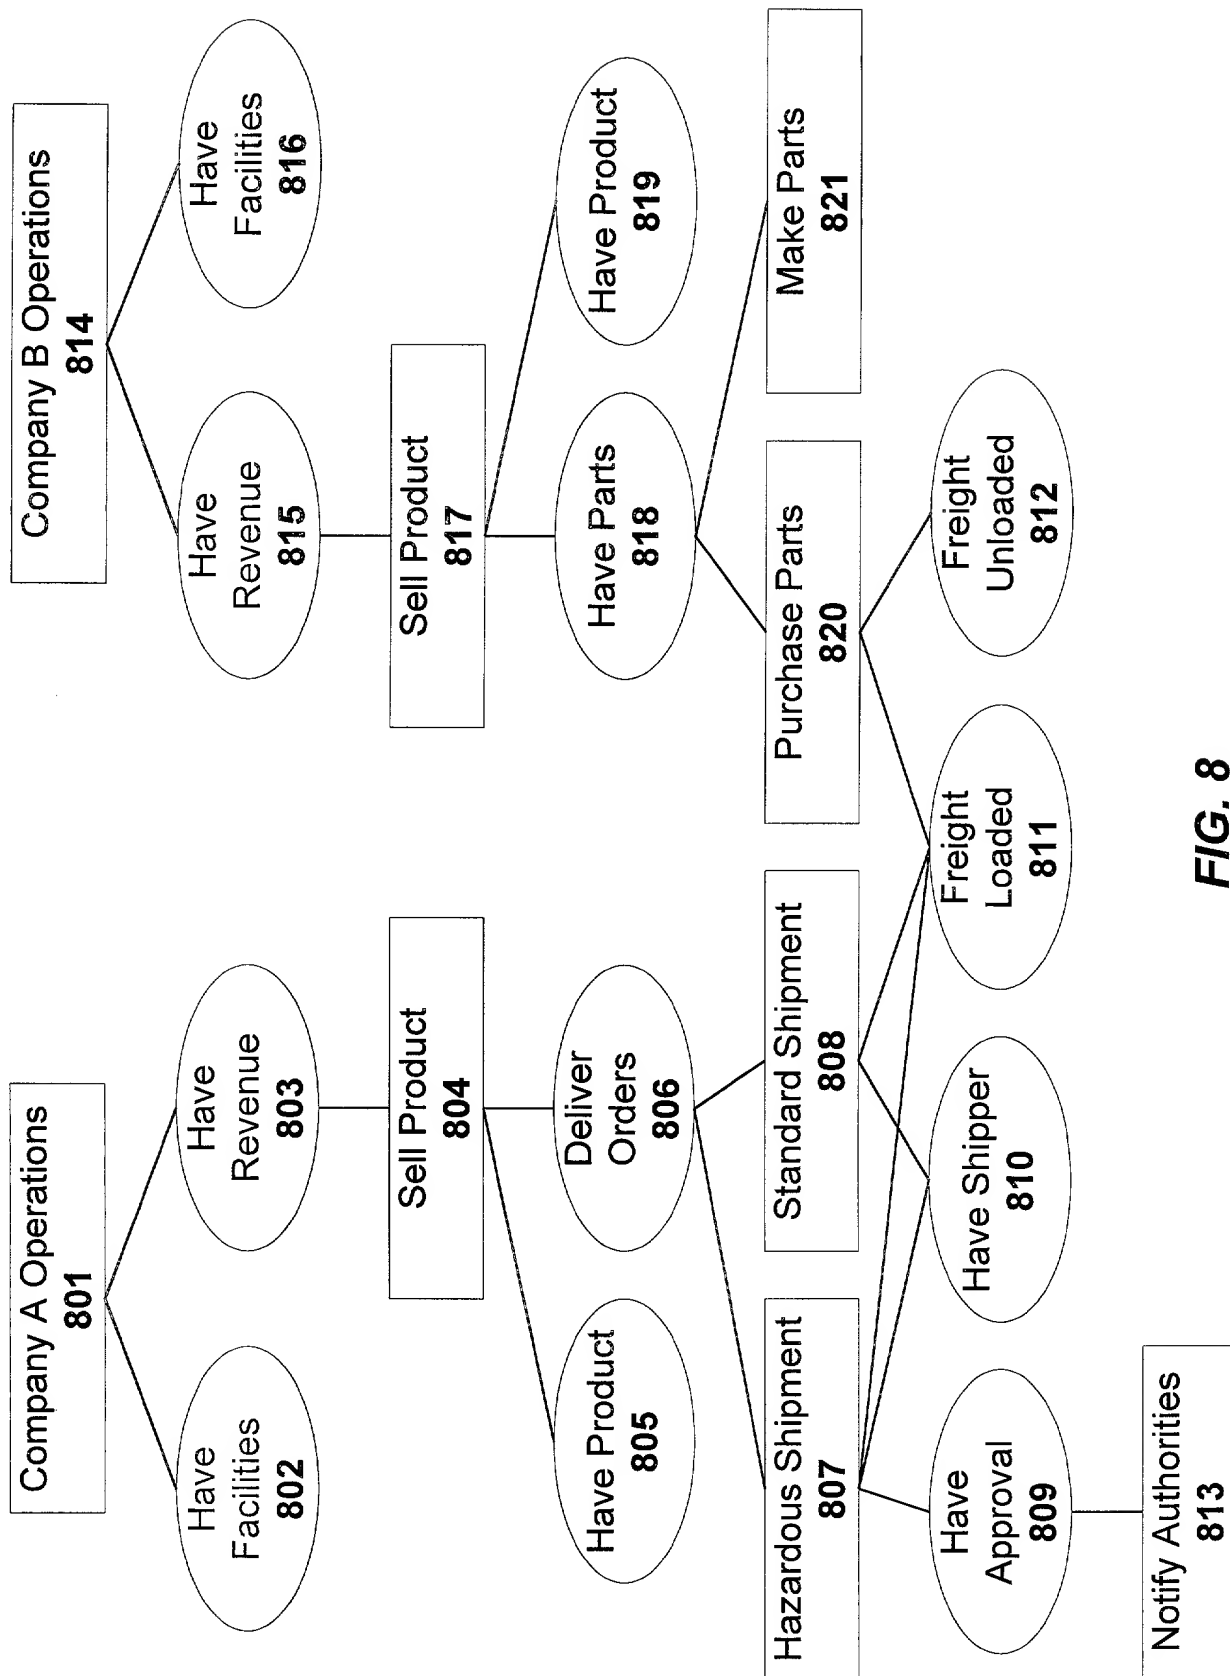 Company A Operations
801
Company B Operations
814
Have
Facilities
802
Have
Revenue
803
Have
Revenue
815
Have
Facilities
816
Sell Product
804
Sell Product
817
Have Product
805
Deliver
Orders
806
Have Parts
818
Have Product
819
Hazardous Shipment
807
Standard Shipment
808
Purchase Parts
820
Make Parts
821
Have
Approval
809
Have Shipper
810
Freight
Loaded
811
Freight
Unloaded
812
Notify Authorities
813
FIG. 8